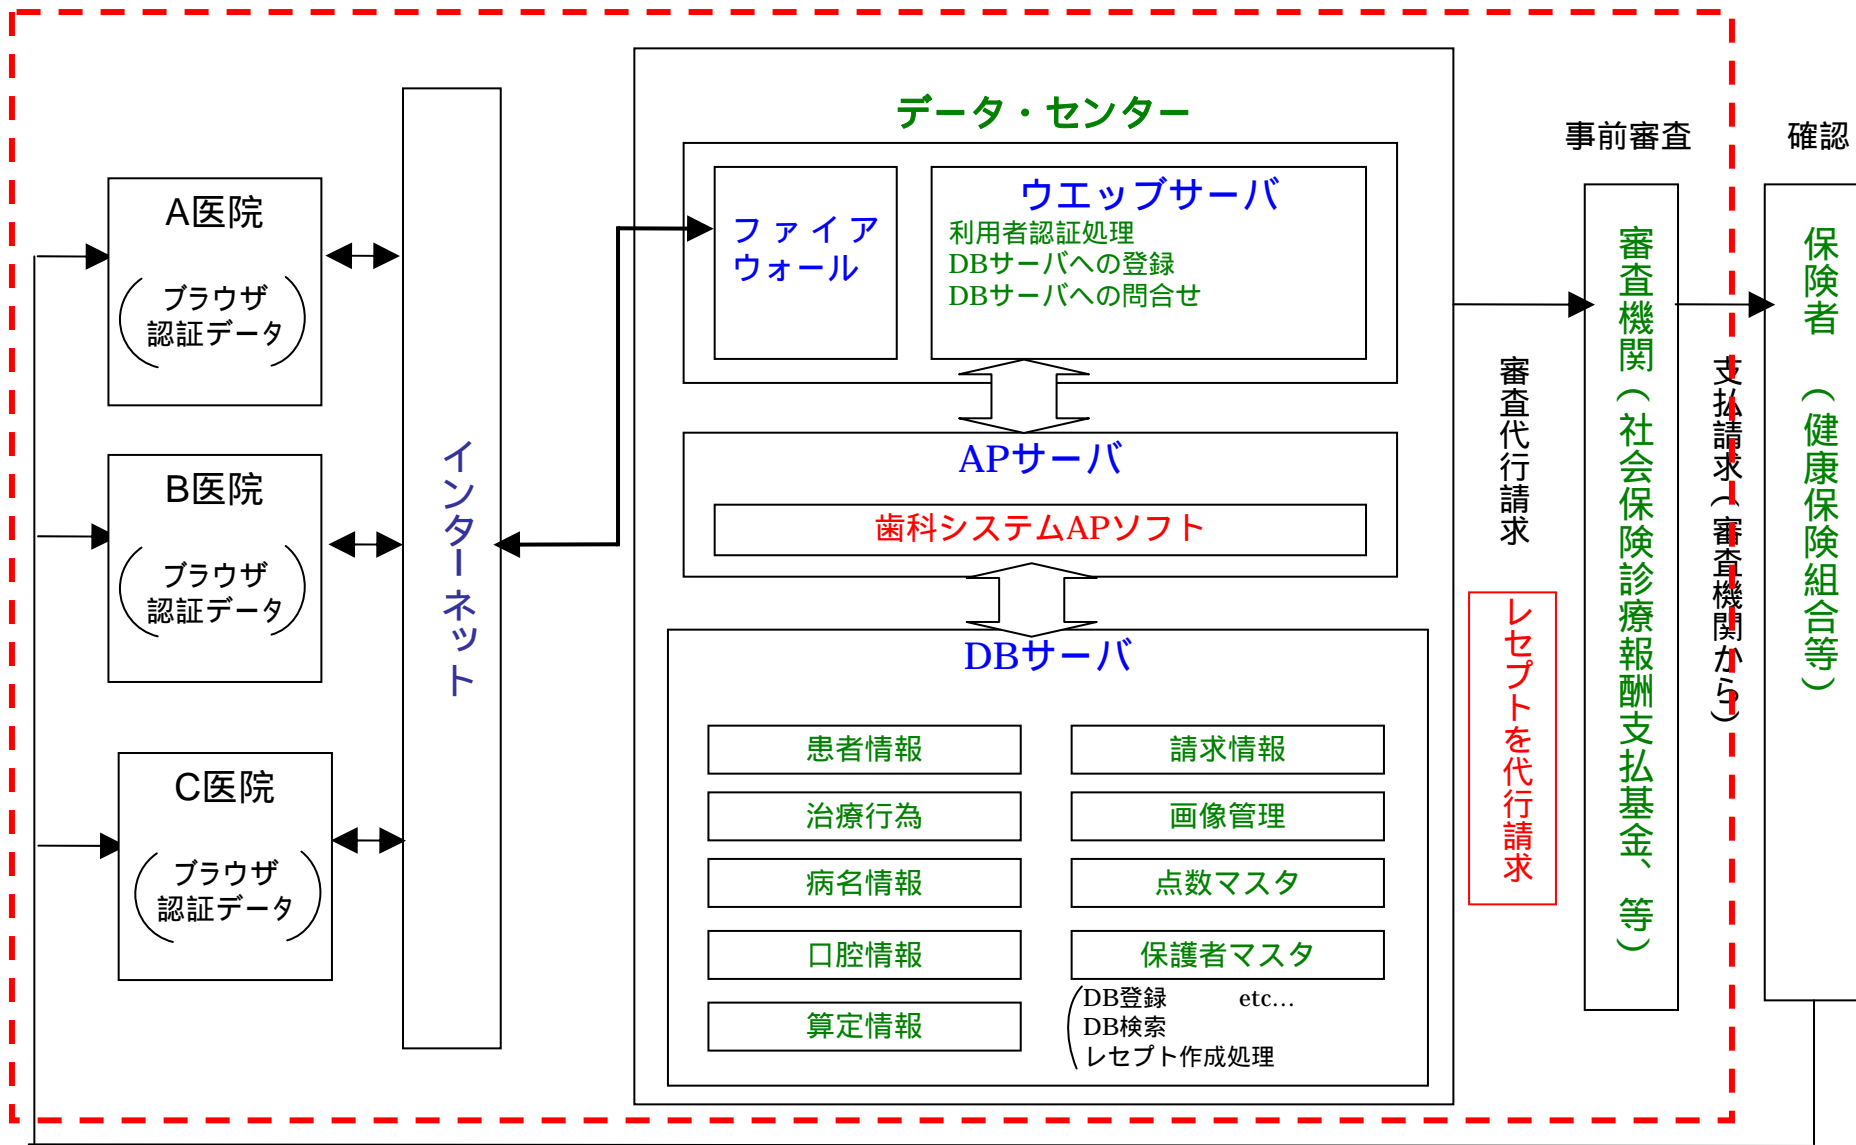 データ・センター
事前審査
確認
A医院
ブラウザ
認証データ
B医院
ブラウザ
認証データ
C医院
ブラウザ
認証データ
インターネット
ファイア
ウォール
ウエッブサーバ
利用者認証処理
DBサーバへの登録
DBサーバへの問合せ
APサーバ
歯科システムAPソフト
DBサーバ
患者情報
請求情報
治療行為
画像管理
病名情報
点数マスタ
口腔情報
保護者マスタ
算定情報
DB登録 etc…
DB検索
レセプト作成処理
審査代行請求
レセプトを代行請求
審査機関(社会保険診療報酬支払基金、等)
支払請求(審査機関から)
保険者 (健康保険組合等)